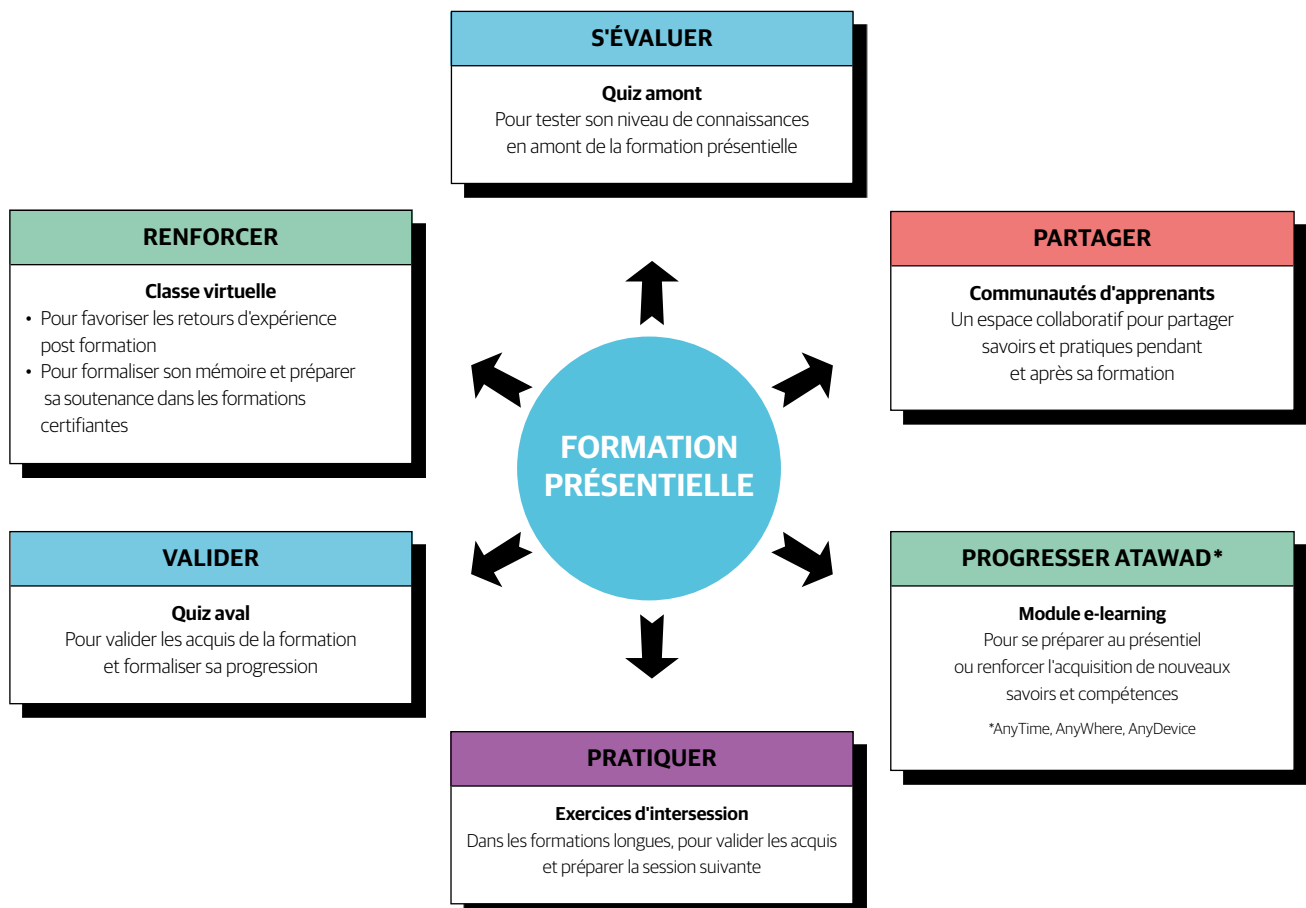 S'ÉVALUER
Quiz amont
Pour tester son niveau de connaissances
en amont de la formation présentielle
RENFORCER
Classe virtuelle
• Pour favoriser les retours d'expérience
post formation
• Pour formaliser son mémoire et préparer
sa soutenance dans les formations
certifiantes
PARTAGER
Communautés d'apprenants
Un espace collaboratif pour partager
savoirs et pratiques pendant
et après sa formation
FORMATION
PRÉSENTIELLE
VALIDER
Quiz aval
Pour valider les acquis de la formation
et formaliser sa progression
PROGRESSER ATAWAD*
Module e-learning
Pour se préparer au présentiel
ou renforcer l'acquisition de nouveaux
savoirs et compétences
*AnyTime, AnyWhere, AnyDevice
PRATIQUER
Exercices d'intersession
Dans les formations longues, pour valider les acquis
et préparer la session suivante